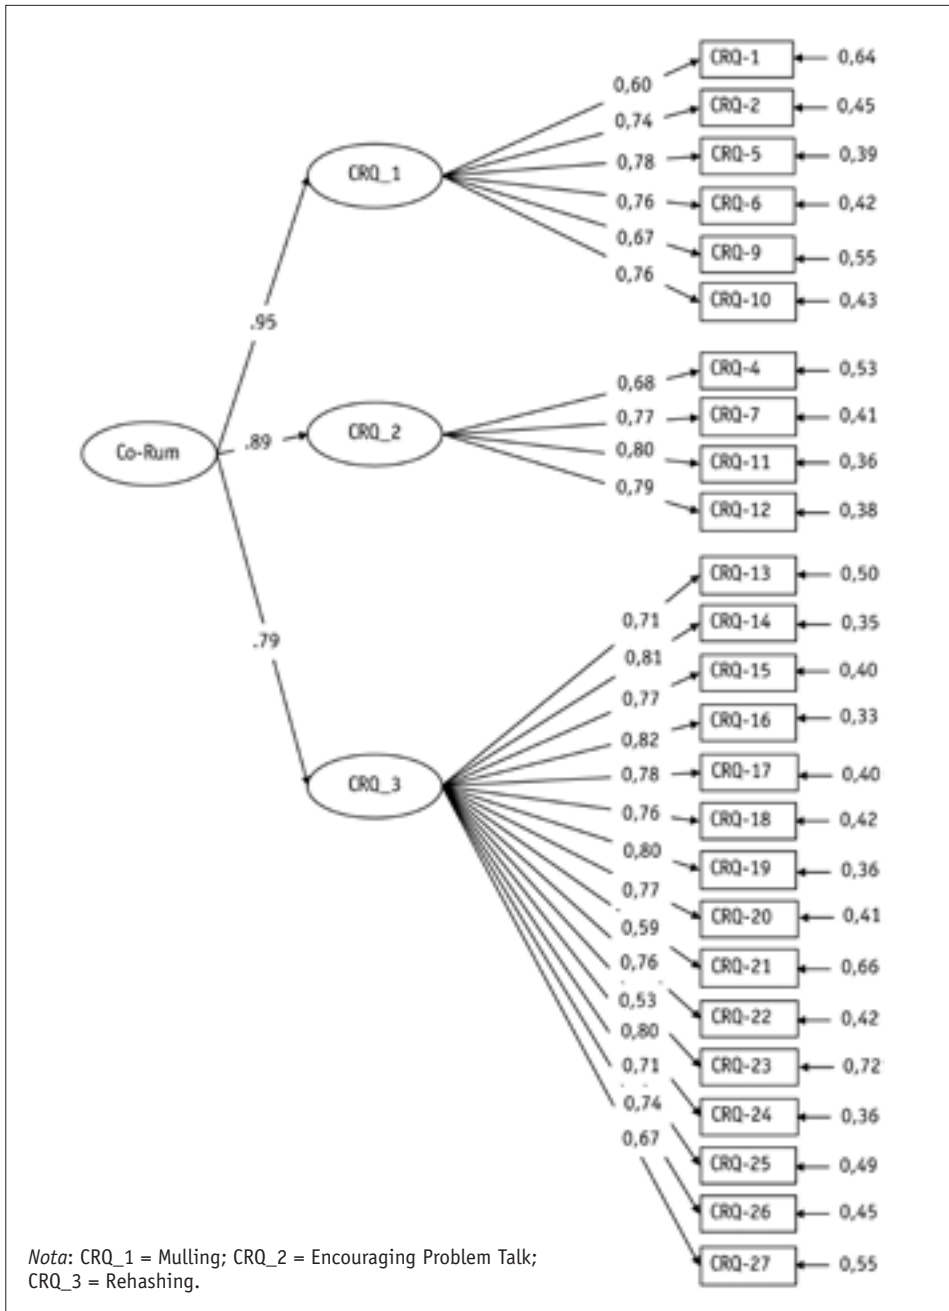 CRQ-1 0,64
0,60
CRQ-2 0,45
0,74
CRQ-5 0,39
0,78
CRQ_1
CRQ-6 0,42
0,76
0,67
CRQ-9 0,55
0,76
CRQ-10 0,43
.95
CRQ-4 0,53
0,68
CRQ-7 0,41
0,77
CRQ_2
.89
0,80
Co-Rum
CRQ-11 0,36
0,79
CRQ-12 0,38
CRQ-13 0,50
0,71
CRQ-14 0,35
.79
0,81
CRQ-15 0,40
0,77
CRQ-16 0,33
0,82
CRQ-17 0,40
0,78
CRQ_3
0,76
CRQ-18 0,42
0,80
CRQ-19 0,36
0,77
CRQ-20 0,41
0,59
0,76
CRQ-21 0,66
0,53
CRQ-22 0,42
0,80
0,71
CRQ-23 0,72
0,74
CRQ-24 0,36
0,67
CRQ-25 0,49
CRQ-26 0,45
CRQ-27 0,55
Nota: CRQ_1 = Mulling; CRQ_2 = Encouraging Problem Talk;
CRQ_3 = Rehashing.